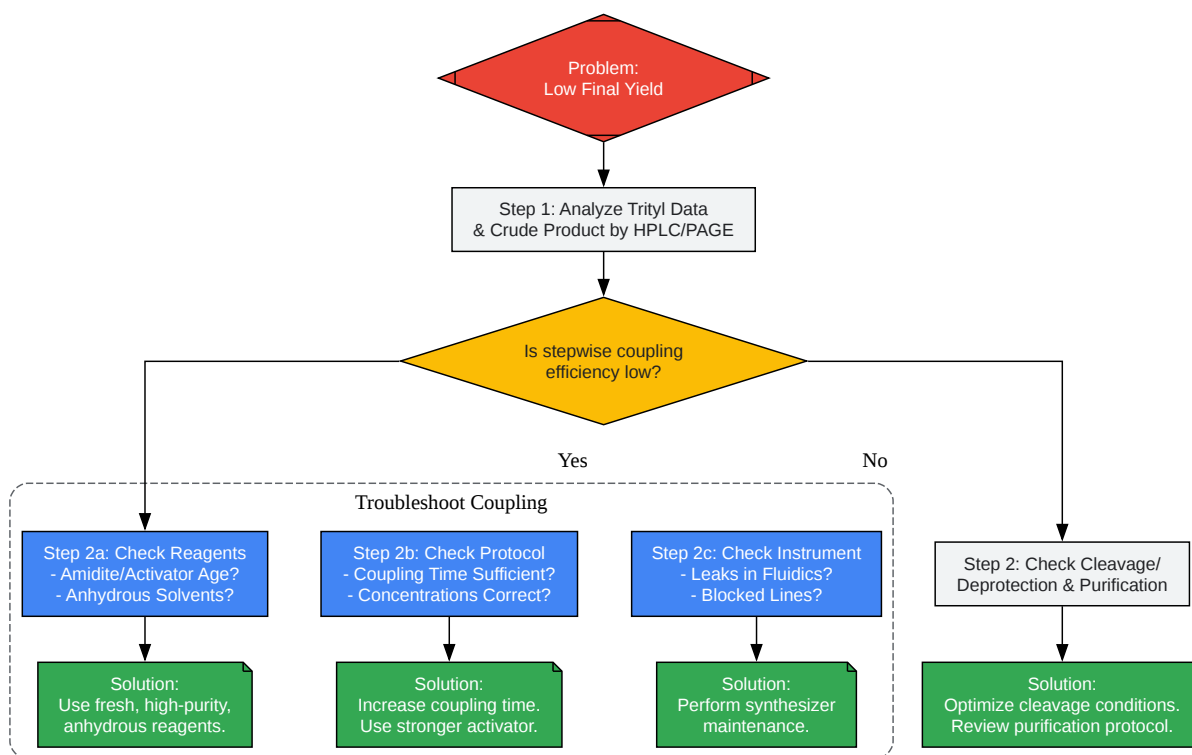 Problem:
Low Final Yield
Step 1: Analyze Trityl Data
& Crude Product by HPLC/PAGE
Is stepwise coupling
efficiency low?
Yes
No
Troubleshoot Coupling
Step 2a: Check Reagents
- Amidite/Activator Age?
- Anhydrous Solvents?
Step 2b: Check Protocol
- Coupling Time Sufficient?
- Concentrations Correct?
Step 2c: Check Instrument
- Leaks in Fluidics?
- Blocked Lines?
Step 2: Check Cleavage/
Deprotection & Purification
Solution:
Use fresh, high-purity,
anhydrous reagents.
Solution:
Increase coupling time.
Use stronger activator.
Solution:
Perform synthesizer
maintenance.
Solution:
Optimize cleavage conditions.
Review purification protocol.